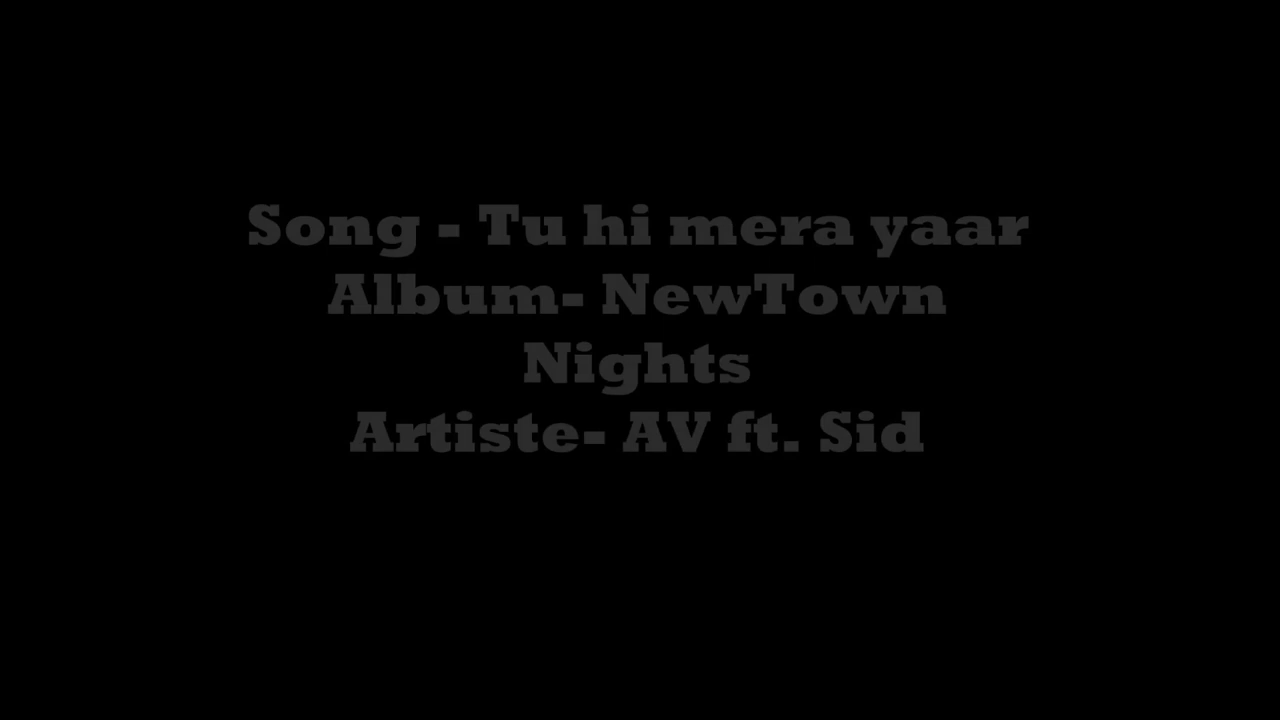 Song - Tu hi mera yaar
Album- NewTown
Nights
Artiste- AV ft. Sid